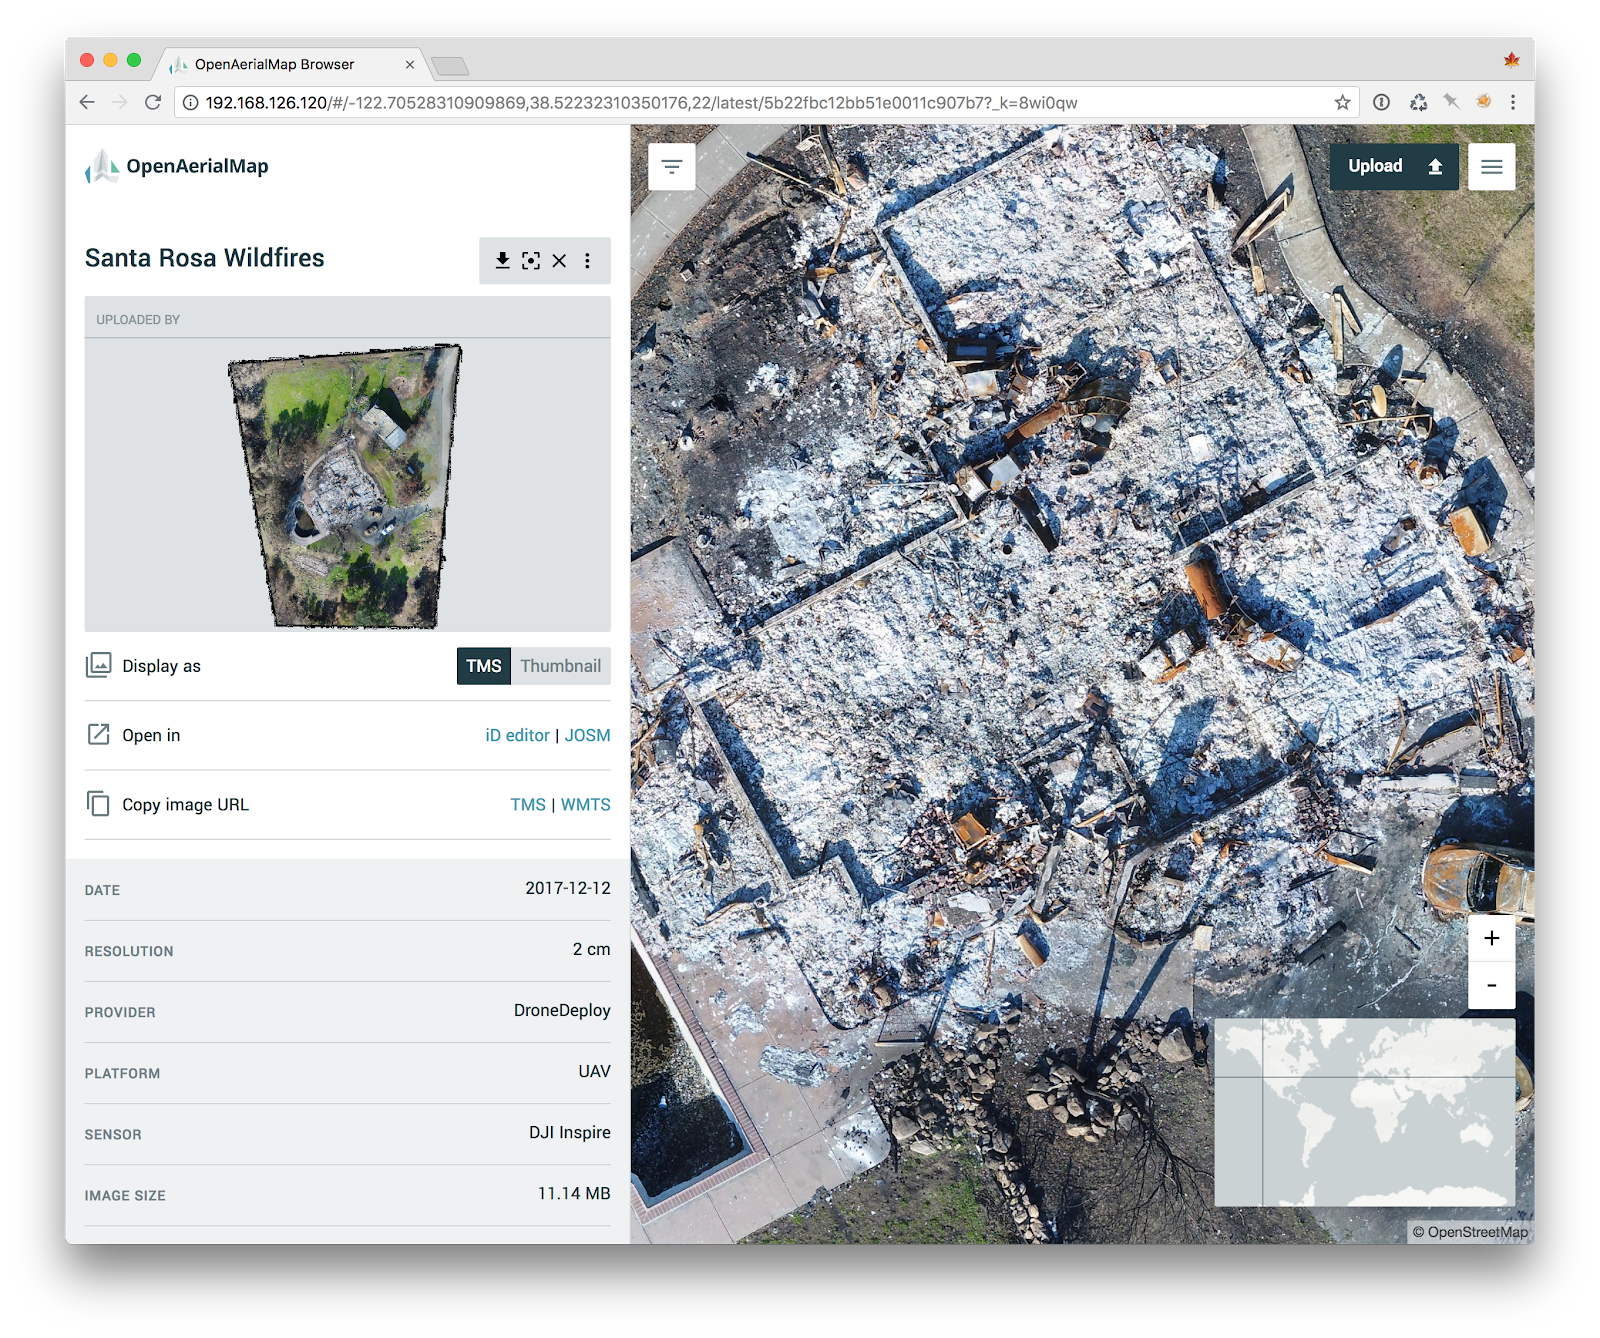 OpenAerialMap Browser
192.168.126.120/#/-122.70528310909869,38.52232310350176,22/latest/5b22fbc12bb51e0011c907b7?_k=8wi0qw
OpenAerialMap
Upload
Santa Rosa Wildfires
UPLOADED BY
Display as TMS Thumbnail
Open in iD editor | JOSM
Copy image URL TMS | WMTS
DATE 2017-12-12
RESOLUTION 2 cm
PROVIDER DroneDeploy
PLATFORM UAV
SENSOR DJI Inspire
IMAGE SIZE 11.14 MB
+
-
© OpenStreetMap